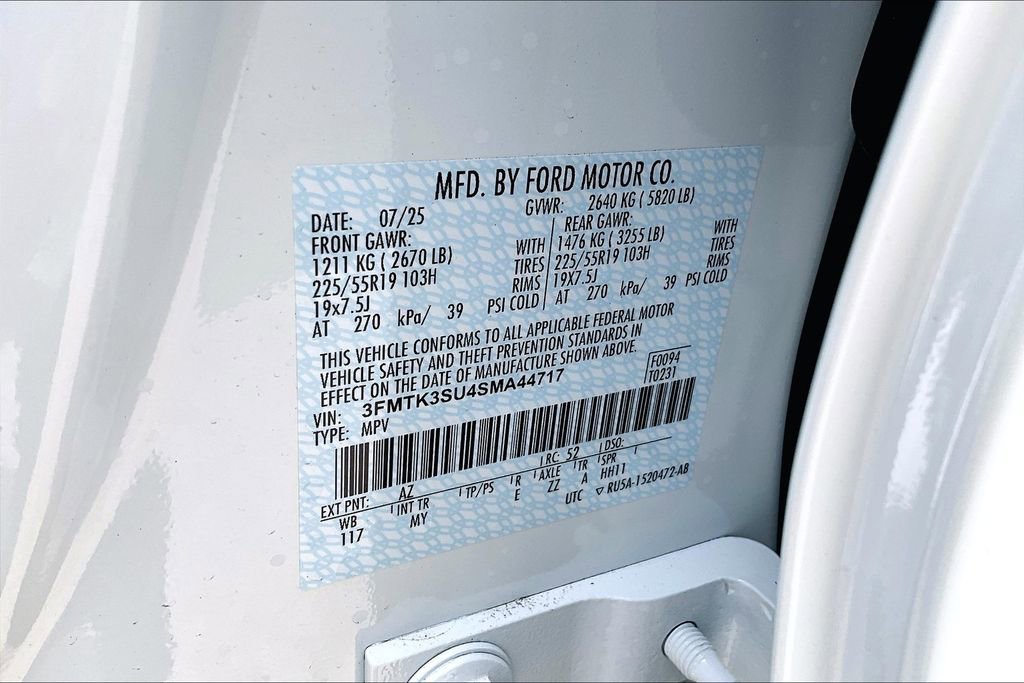 MFD. BY FORD MOTOR CO.
DATE: 07/25 GVWR: 2640 KG ( 5820 LB)
FRONT GAWR: REAR GAWR:
1211 KG ( 2670 LB) WITH 1476 KG ( 3255 LB) WITH
225/55R19 103H TIRES 225/55R19 103H TIRES
19x7.5J RIMS 19X7.5J RIMS
AT 270 kPa/ 39 PSI COLD AT 270 kPa/ 39 PSI COLD
THIS VEHICLE CONFORMS TO ALL APPLICABLE FEDERAL MOTOR
VEHICLE SAFETY AND THEFT PREVENTION STANDARDS IN
EFFECT ON THE DATE OF MANUFACTURE SHOWN ABOVE.
F0094
VIN: 3FMTK3SU4SMA44717 T0231
TYPE: MPV
EXT PNT: AZ RC: 52 DSO:
WB INT TR TP/PS R AXLE TR SPR
117 MY E ZZ A HH11
UTC ▽ RU5A-1520472-AB